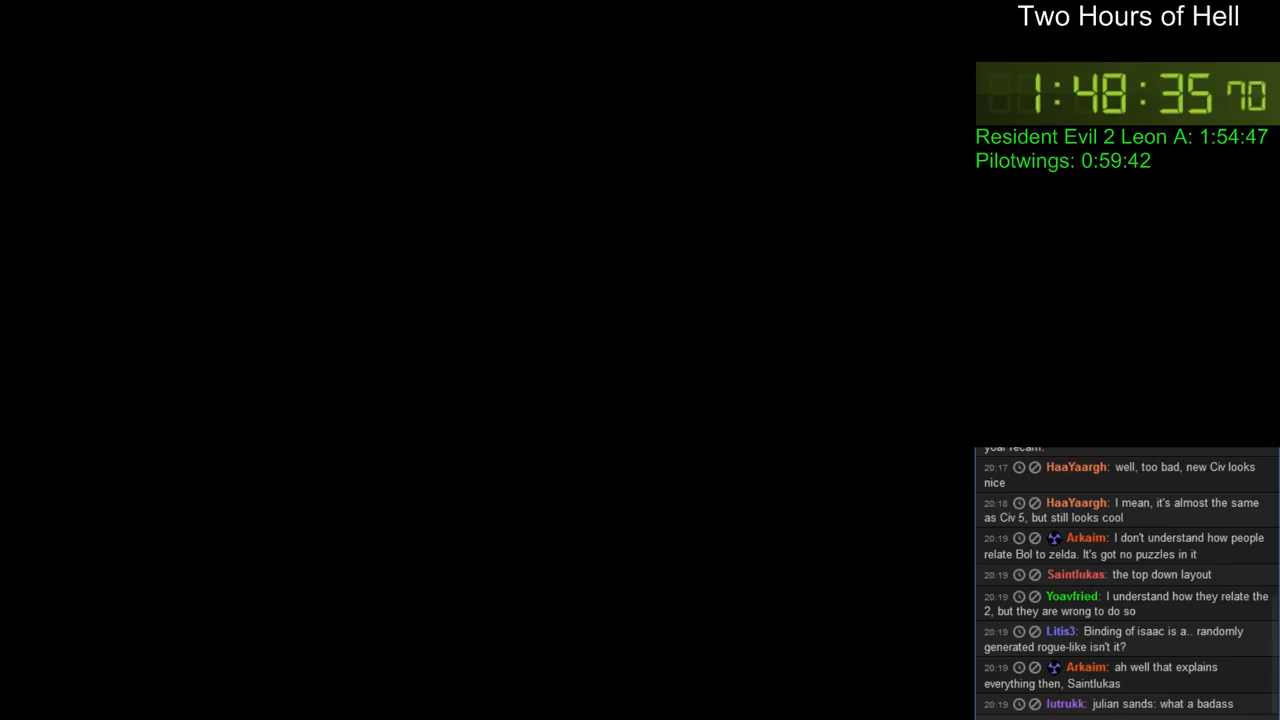 Two Hours of Hell
1:48:35 70
Resident Evil 2 Leon A: 1:54:47
Pilotwings: 0:59:42
20:17 HaaYaargh: well, too bad, new Civ looks
nice
20:18 HaaYaargh: I mean, it's almost the same
as Civ 5, but still looks cool
20:19 Arkaim: I don't understand how people
relate BoI to zelda. It's got no puzzles in it
20:19 Saintlukas: the top down layout
20:19 Yoavfried: I understand how they relate the
2, but they are wrong to do so
20:19 Litis3: Binding of isaac is a.. randomly
generated rogue-like isn't it?
20:19 Arkaim: ah well that explains
everything then, Saintlukas
20:19 lutrukk: julian sands: what a badass